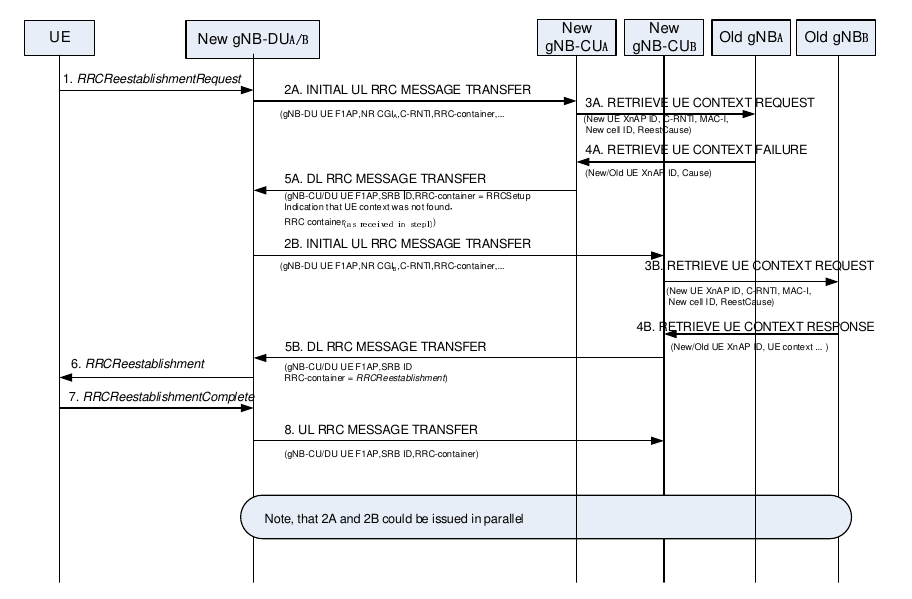 UE
New gNB-DUA/B
New
gNB-CUA
New
gNB-CUB
Old gNBA
Old gNBB
1. RRCReestablishmentRequest
2A. INITIAL UL RRC MESSAGE TRANSFER
(gNB-DU UE F1AP,NR CGIA,C-RNTI,RRC-container,...
3A. RETRIEVE UE CONTEXT REQUEST
(New UE XnAP ID, C-RNTI, MAC-I,
New cell ID, ReestCause)
4A. RETRIEVE UE CONTEXT FAILURE
(New/Old UE XnAP ID, Cause)
5A. DL RRC MESSAGE TRANSFER
(gNB-CU/DU UE F1AP,SRB ID,RRC-container = RRCSetup
Indication that UE context was not found.
RRC container(as received in step1))
2B. INITIAL UL RRC MESSAGE TRANSFER
(gNB-DU UE F1AP,NR CGIB,C-RNTI,RRC-container,...
3B. RETRIEVE UE CONTEXT REQUEST
(New UE XnAP ID, C-RNTI, MAC-I,
New cell ID, ReestCause)
4B. RETRIEVE UE CONTEXT RESPONSE
(New/Old UE XnAP ID, UE context ... )
5B. DL RRC MESSAGE TRANSFER
(gNB-CU/DU UE F1AP,SRB ID
RRC-container = RRCReestablishment)
6. RRCReestablishment
7. RRCReestablishmentComplete
8. UL RRC MESSAGE TRANSFER
(gNB-CU/DU UE F1AP,SRB ID,RRC-container)
Note, that 2A and 2B could be issued in parallel